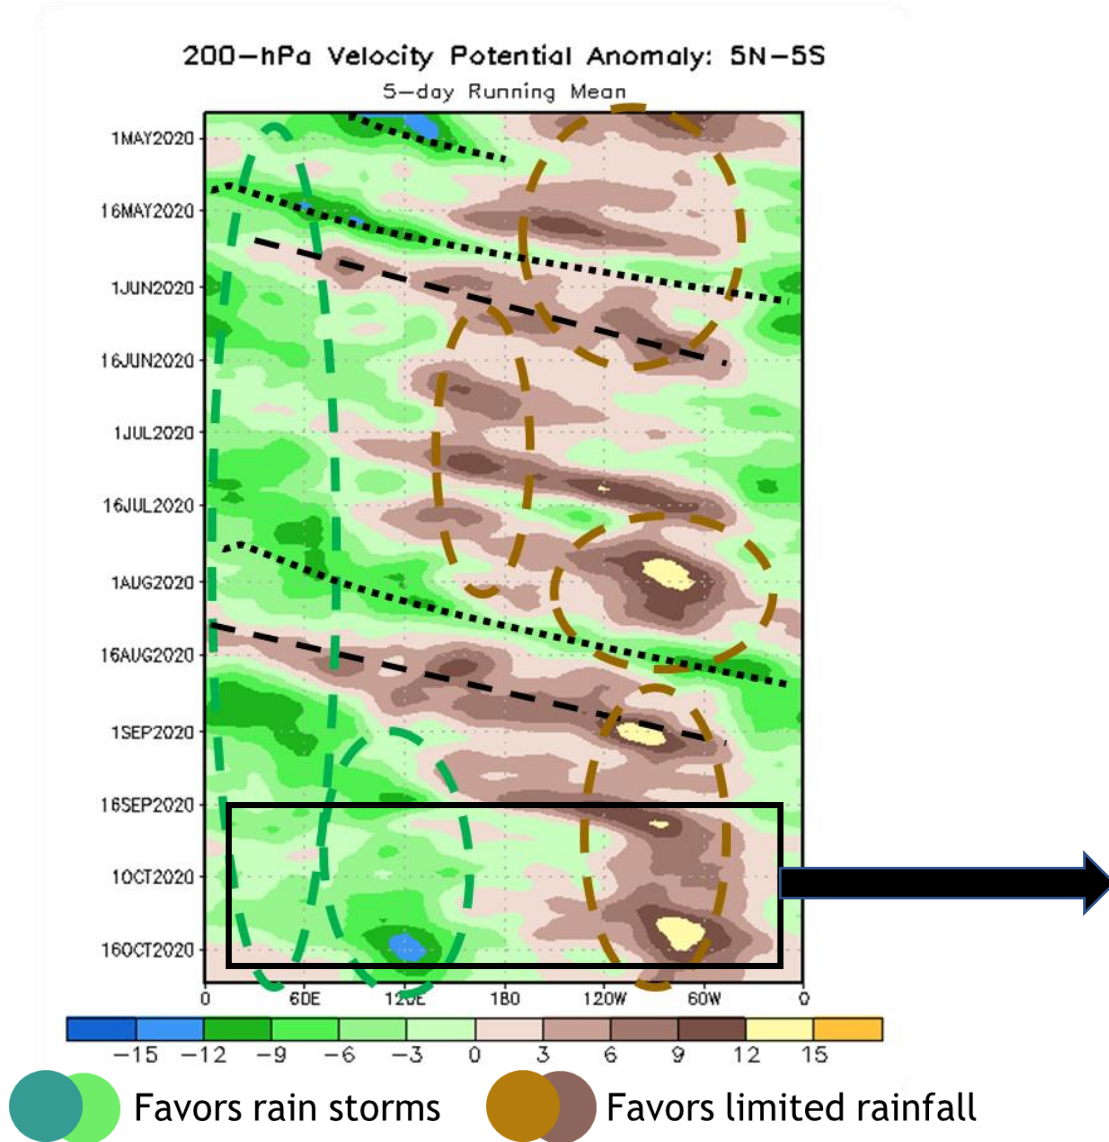 200-hPa Velocity Potential Anomaly: 5N-5S
5-day Running Mean
1MAY2020
16MAY2020
1JUN2020
16JUN2020
1JUL2020
16JUL2020
1AUG2020
16AUG2020
1SEP2020
16SEP2020
1OCT2020
16OCT2020
0 60E 120E 180 120W 60W 0
-15 -12 -9 -6 -3 0 3 6 9 12 15
Favors rain storms Favors limited rainfall